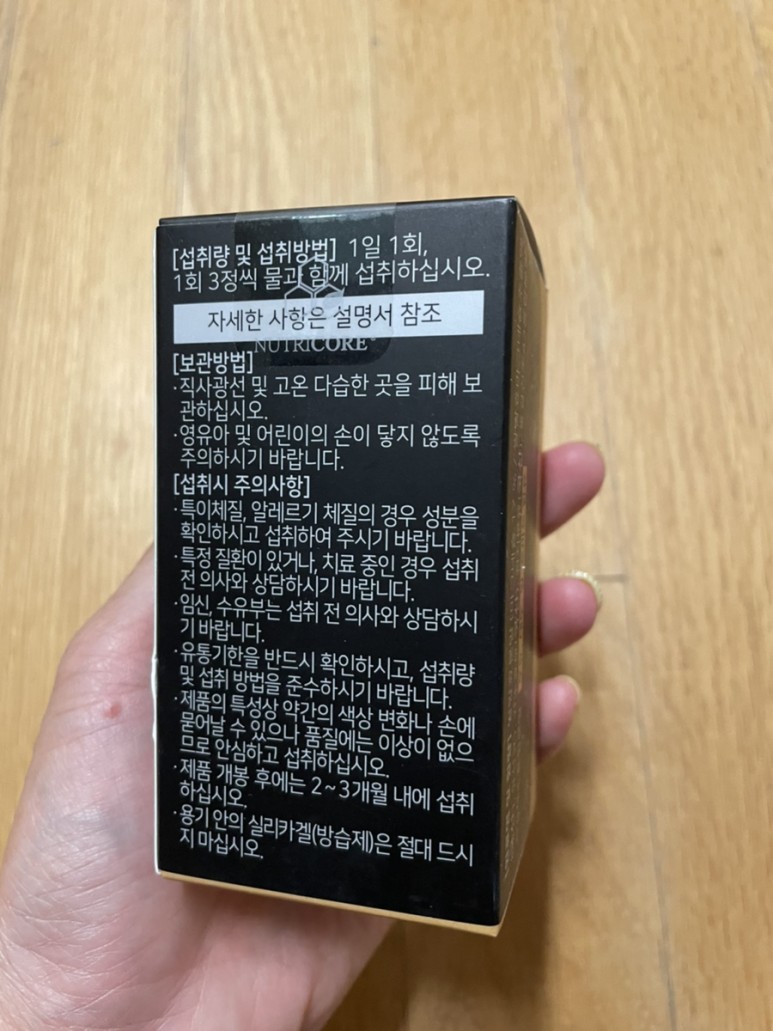 [섭취량 및 섭취방법] 1일 1회,
1회 3정씩 물과 함께 섭취하십시오.
자세한 사항은 설명서 참조
NUTRICORE
[보관방법]
·직사광선 및 고온 다습한 곳을 피해 보
관하십시오.
·영유아 및 어린이의 손이 닿지 않도록
주의하시기 바랍니다.
[섭취시 주의사항]
·특이체질, 알레르기 체질의 경우 성분을
확인하시고 섭취하여 주시기 바랍니다.
·특정 질환이 있거나, 치료 중인 경우 섭취
전 의사와 상담하시기 바랍니다.
·임신, 수유부는 섭취 전 의사와 상담하시
기 바랍니다.
·유통기한을 반드시 확인하시고, 섭취량
및 섭취 방법을 준수하시기 바랍니다.
·제품의 특성상 약간의 색상 변화나 손에
묻어날 수 있으나 품질에는 이상이 없으
므로 안심하고 섭취하십시오.
·제품 개봉 후에는 2~3개월 내에 섭취
하십시오.
·용기 안의 실리카겔(방습제)은 절대 드시
지 마십시오.